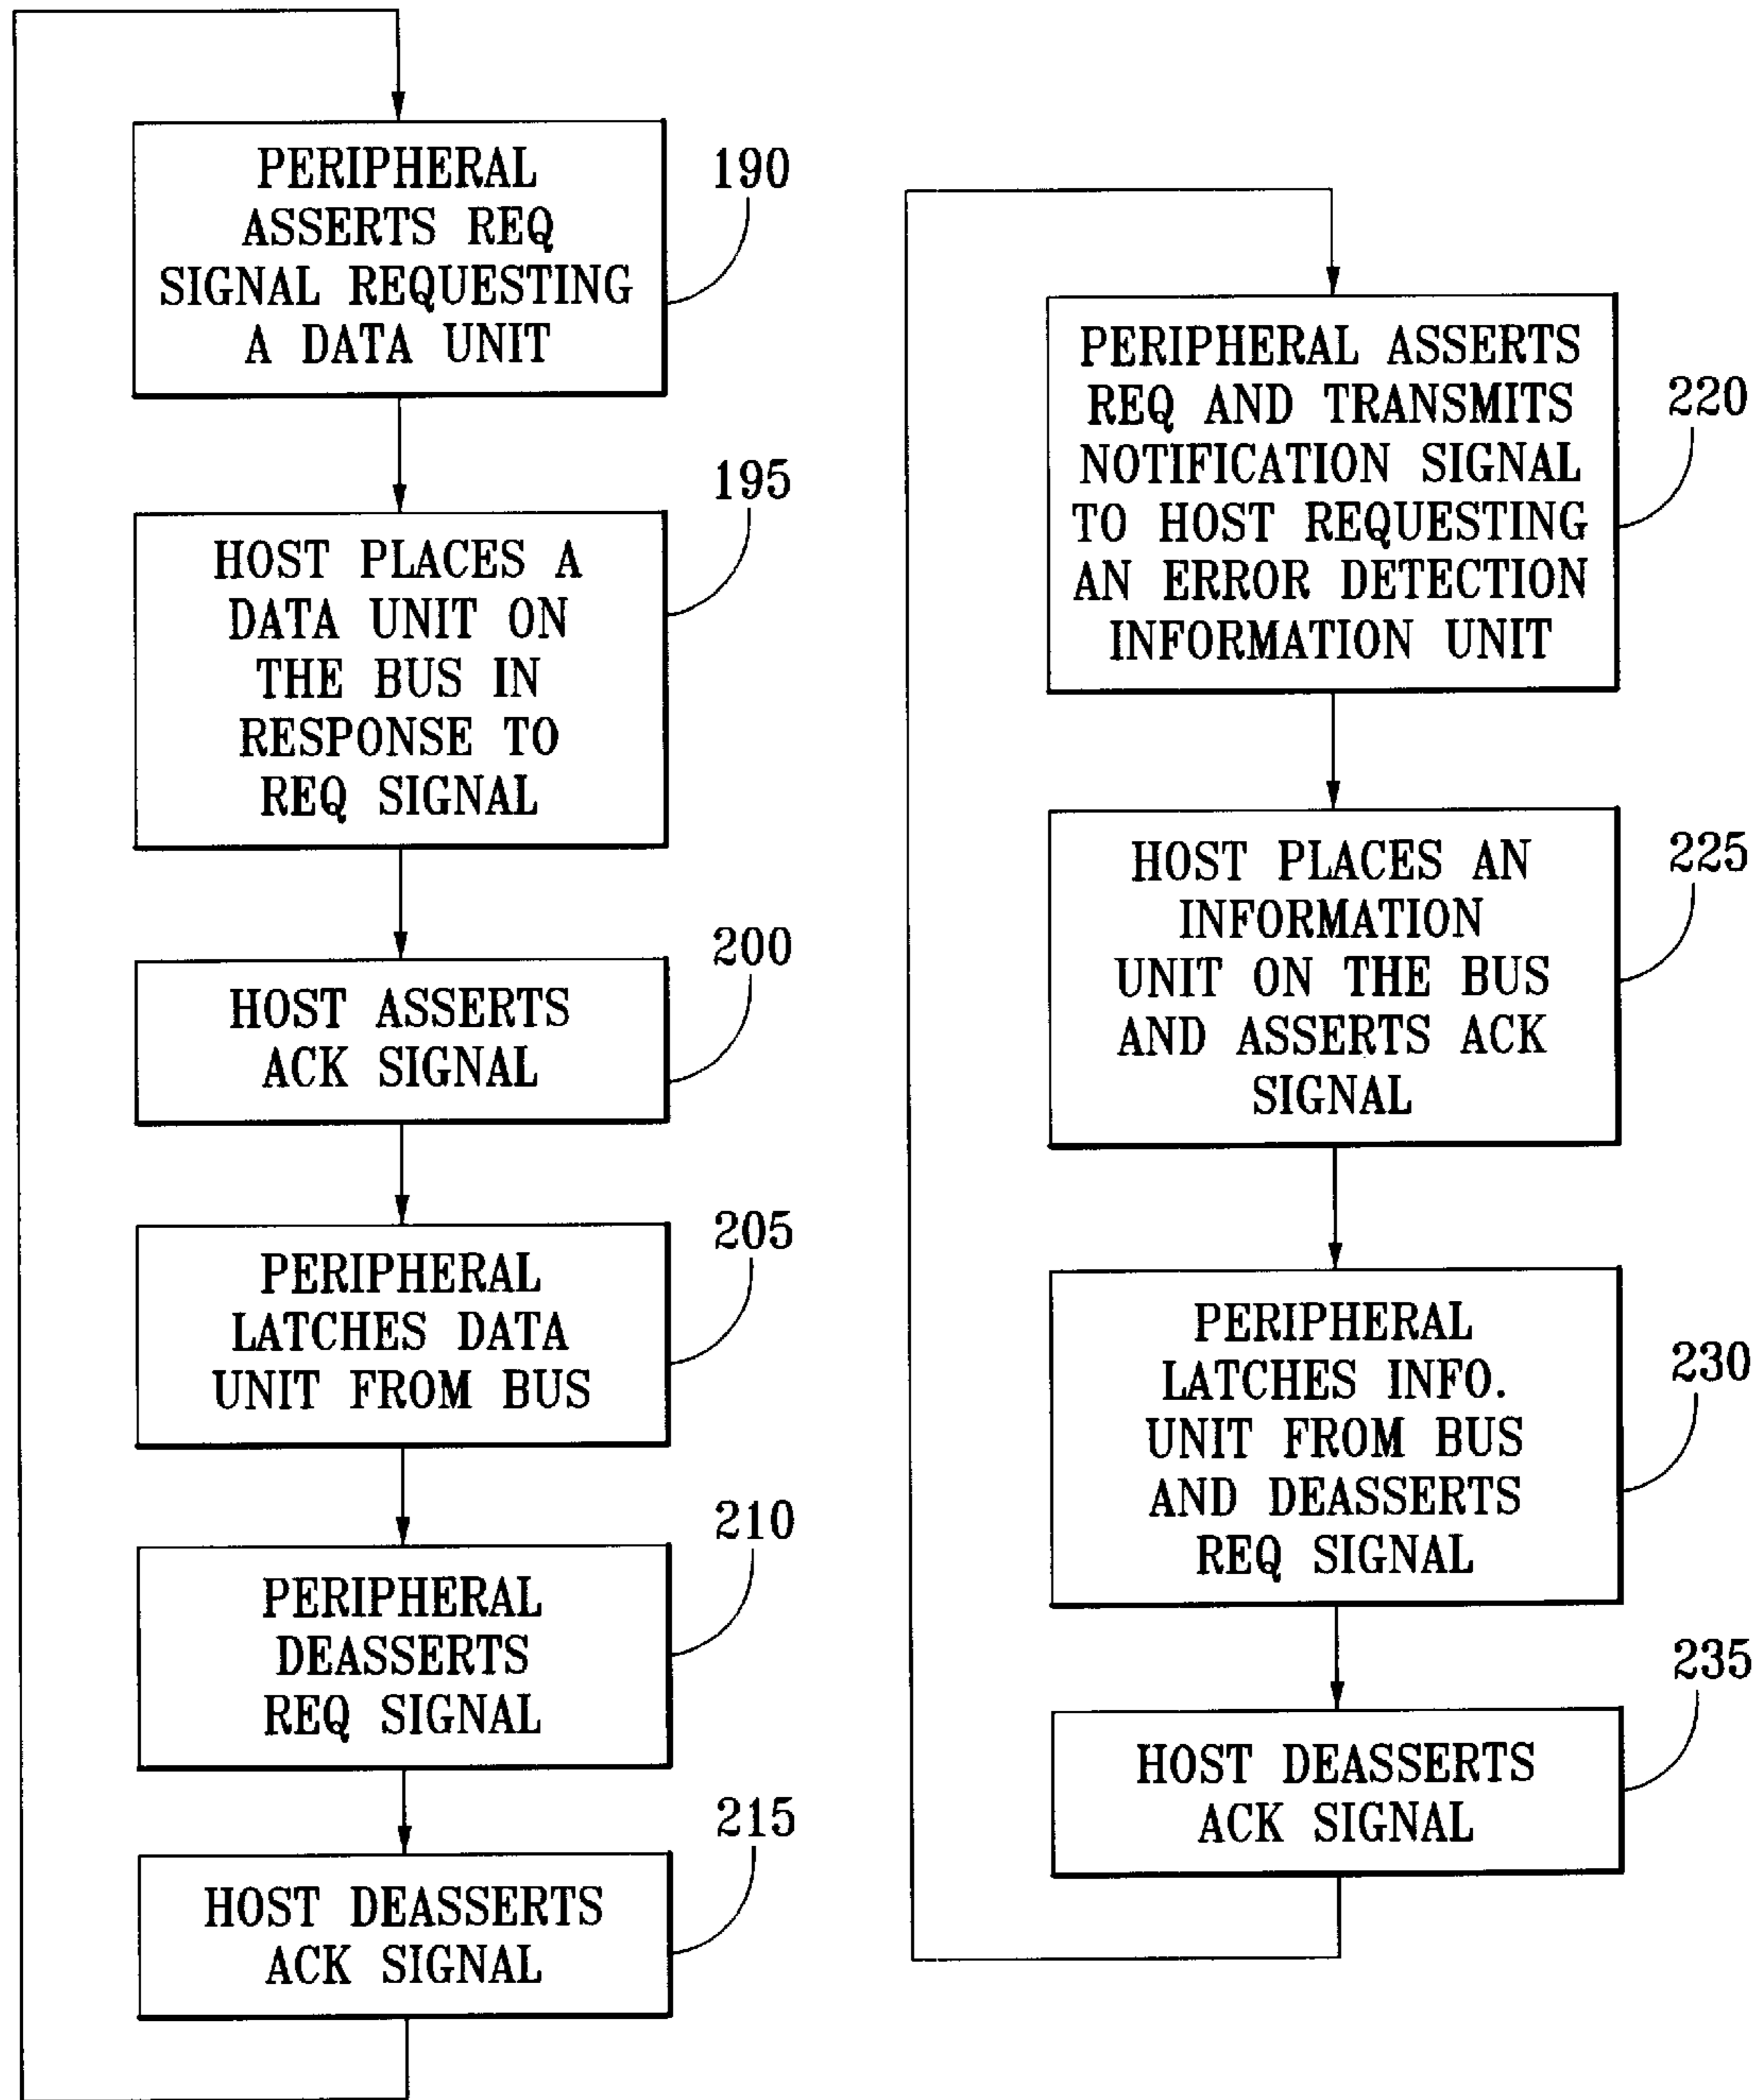 PERIPHERAL
ASSERTS REQ
SIGNAL REQUESTING
A DATA UNIT
190
HOST PLACES A
DATA UNIT ON
THE BUS IN
RESPONSE TO
REQ SIGNAL
195
HOST ASSERTS
ACK SIGNAL
200
PERIPHERAL
LATCHES DATA
UNIT FROM BUS
205
PERIPHERAL
DEASSERTS
REQ SIGNAL
210
HOST DEASSERTS
ACK SIGNAL
215
PERIPHERAL ASSERTS
REQ AND TRANSMITS
NOTIFICATION SIGNAL
TO HOST REQUESTING
AN ERROR DETECTION
INFORMATION UNIT
220
HOST PLACES AN
INFORMATION
UNIT ON THE BUS
AND ASSERTS ACK
SIGNAL
225
PERIPHERAL
LATCHES INFO.
UNIT FROM BUS
AND DEASSERTS
REQ SIGNAL
230
HOST DEASSERTS
ACK SIGNAL
235